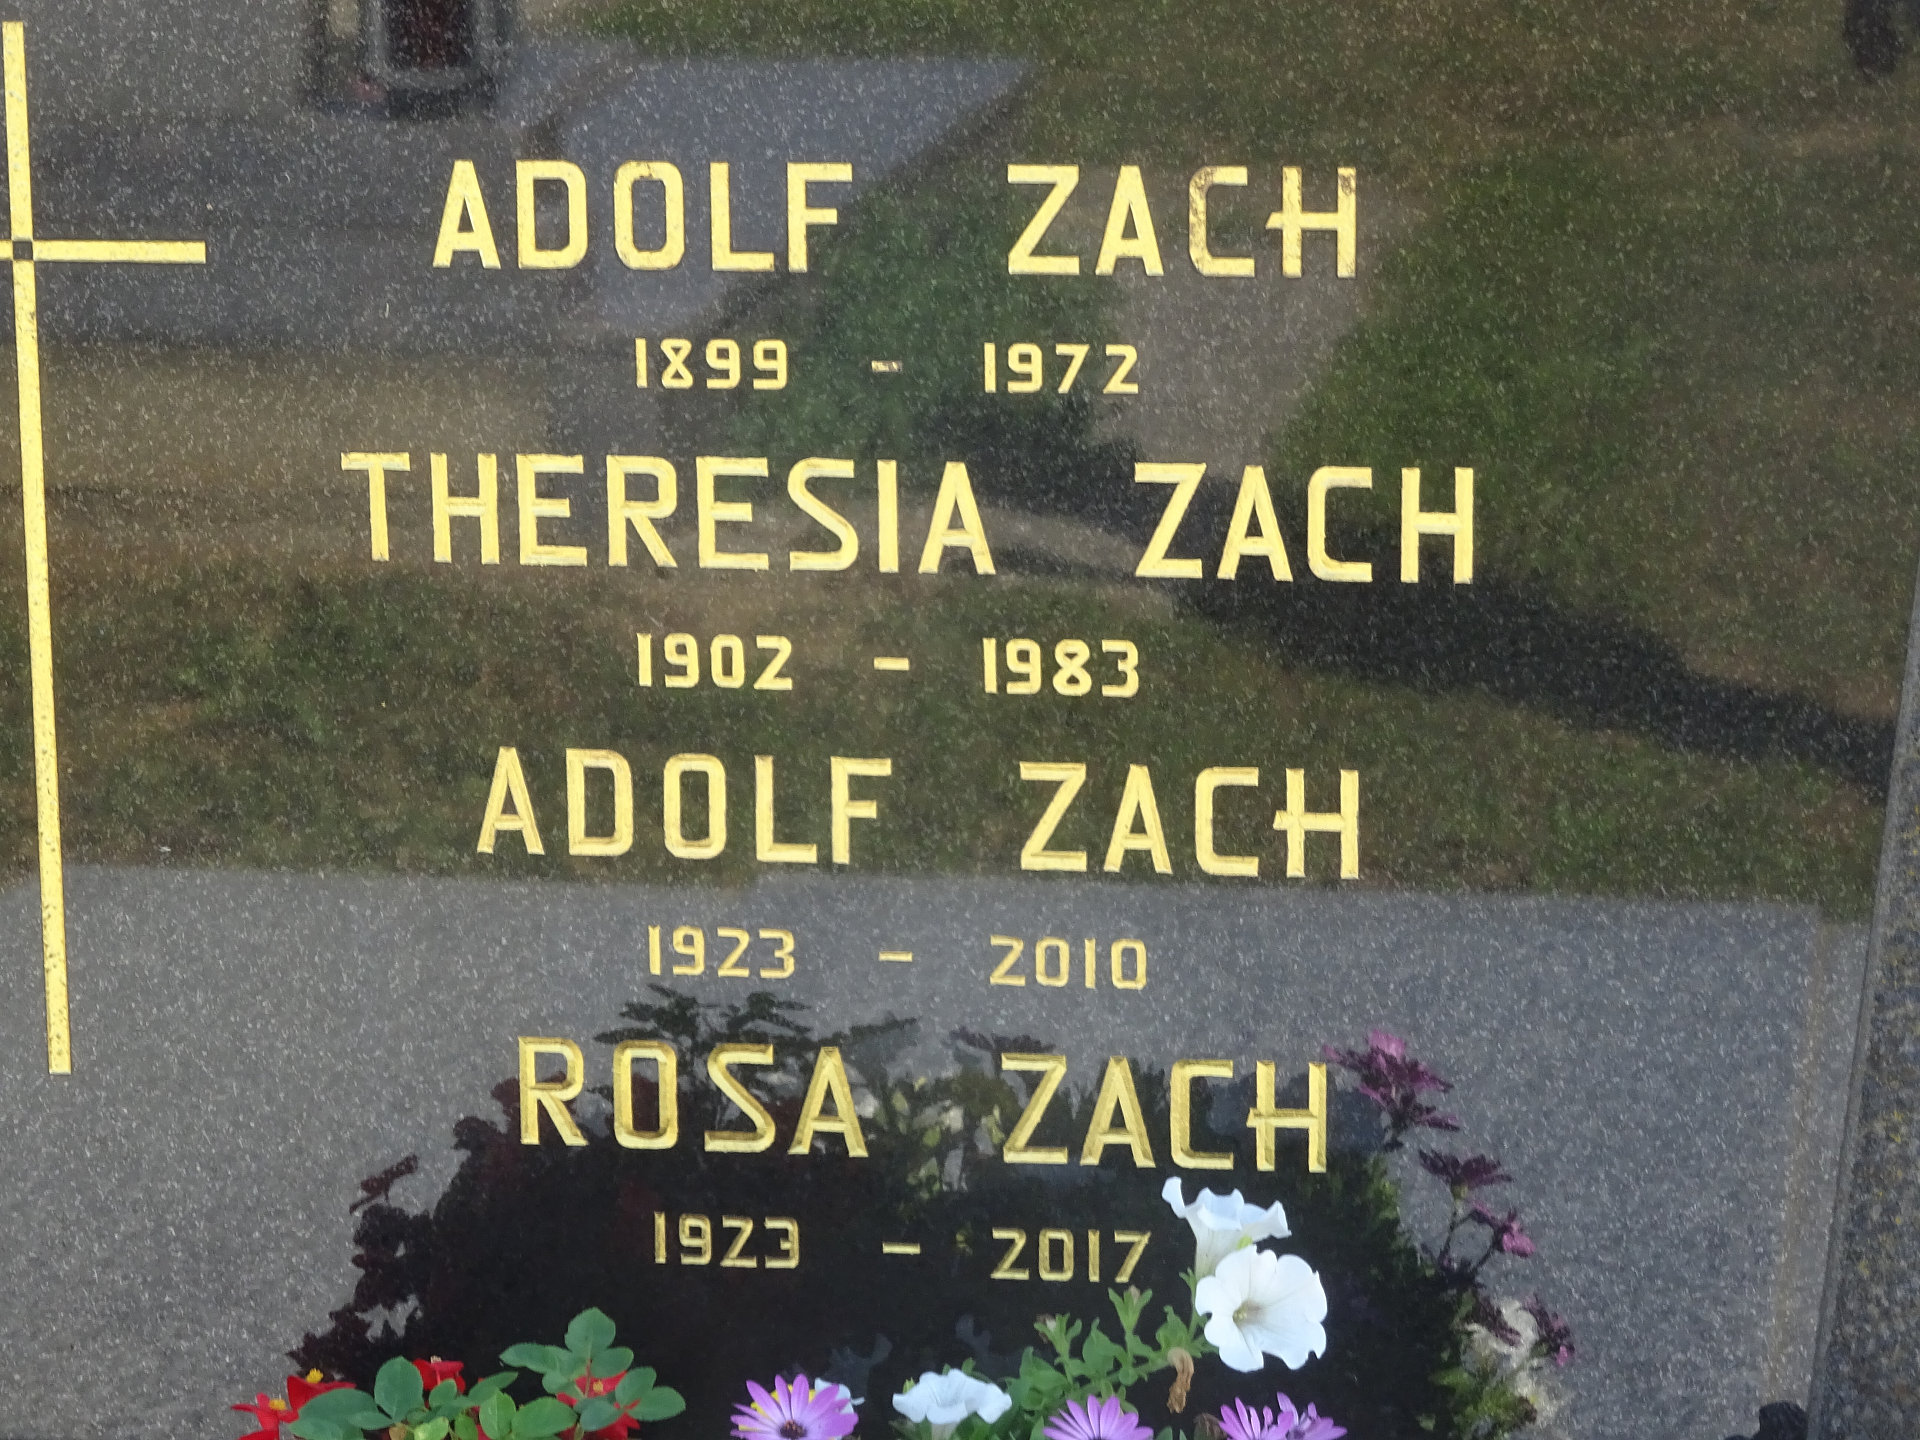 ADOLF ZACH
1899 - 1972
THERESIA ZACH
1902 - 1983
ADOLF ZACH
1923 - 2010
ROSA ZACH
1923 - 2017